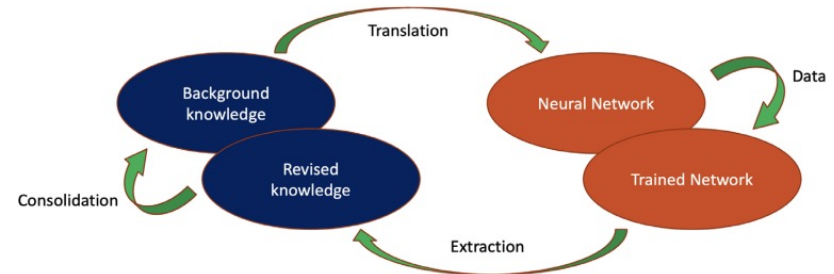 Translation
Background
knowledge
Neural Network
Data
Revised
knowledge
Trained Network
Consolidation
Extraction